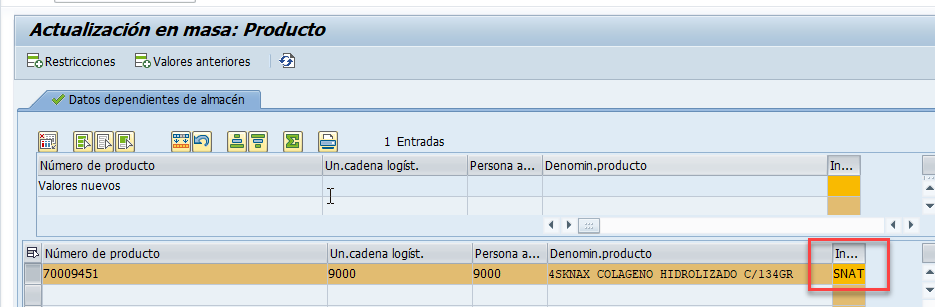 Actualización en masa: Producto
Restricciones Valores anteriores
Datos dependientes de almacén
1 Entradas
Número de producto Un.cadena logíst. Persona a... Denomin.producto In...
Valores nuevos
Número de producto Un.cadena logíst. Persona a... Denomin.producto In...
70009451 9000 9000 4SKNAX COLAGENO HIDROLIZADO C/134GR SNAT